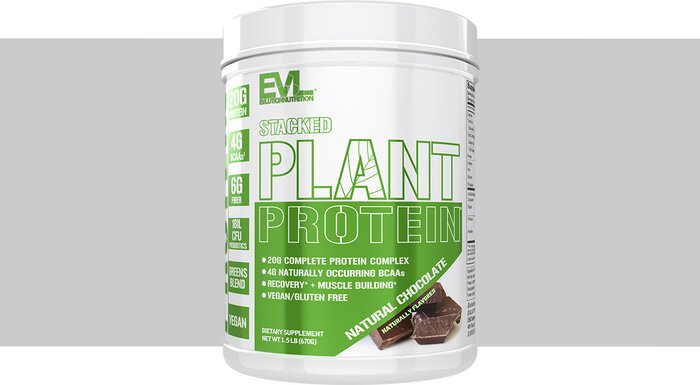 EVL
EVLUTIONNUTRITION®
STACKED
PLANT
PROTEIN
• 20G COMPLETE PROTEIN COMPLEX
• 4G NATURALLY OCCURRING BCAAs
• RECOVERY* + MUSCLE BUILDING*
• VEGAN/GLUTEN FREE
NATURAL CHOCOLATE
NATURALLY FLAVORED
DIETARY SUPPLEMENT
NET WT 1.5 LB (670G)
20G
PROTEIN
4G
BCAAs
6G
FIBER
1BIL
CFU
PROBIOTICS
GREENS
BLEND
VEGAN